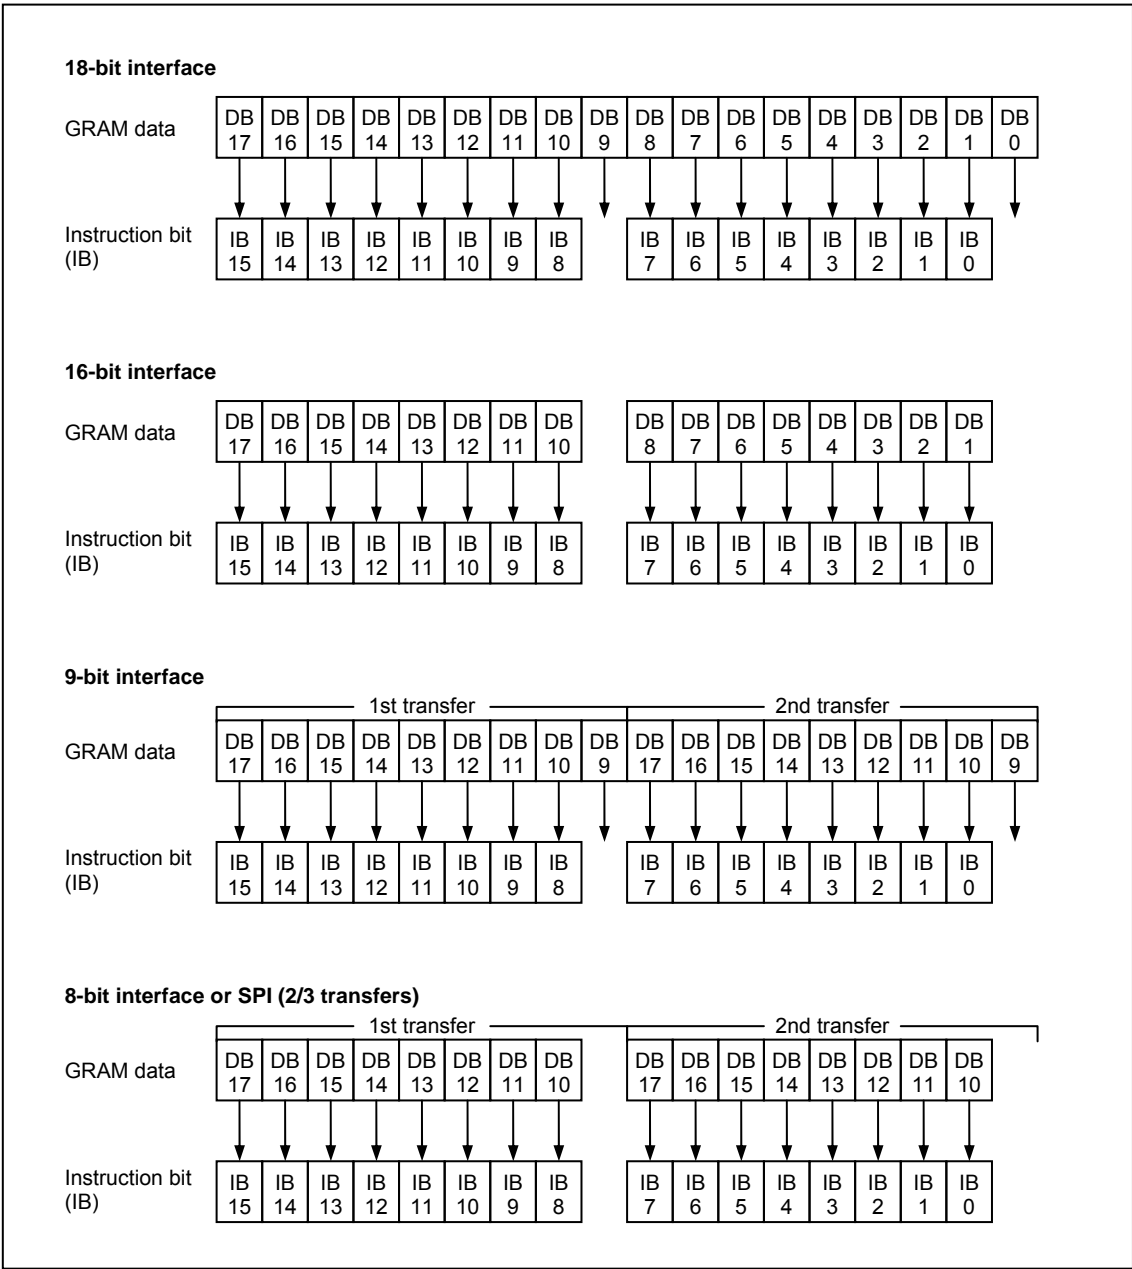 18-bit interface
GRAM data
DB DB DB DB DB DB DB DB DB DB DB DB DB DB DB DB DB DB
17 16 15 14 13 12 11 10 9 8 7 6 5 4 3 2 1 0
Instruction bit
(IB)
IB IB IB IB IB IB IB IB IB IB IB IB IB IB IB IB
15 14 13 12 11 10 9 8 7 6 5 4 3 2 1 0
16-bit interface
GRAM data
DB DB DB DB DB DB DB DB DB DB DB DB DB DB DB DB
17 16 15 14 13 12 11 10 8 7 6 5 4 3 2 1
Instruction bit
(IB)
IB IB IB IB IB IB IB IB IB IB IB IB IB IB IB IB
15 14 13 12 11 10 9 8 7 6 5 4 3 2 1 0
9-bit interface
1st transfer 2nd transfer
GRAM data
DB DB DB DB DB DB DB DB DB DB DB DB DB DB DB DB DB DB
17 16 15 14 13 12 11 10 9 17 16 15 14 13 12 11 10 9
Instruction bit
(IB)
IB IB IB IB IB IB IB IB IB IB IB IB IB IB IB IB
15 14 13 12 11 10 9 8 7 6 5 4 3 2 1 0
8-bit interface or SPI (2/3 transfers)
1st transfer 2nd transfer
GRAM data
DB DB DB DB DB DB DB DB DB DB DB DB DB DB DB DB
17 16 15 14 13 12 11 10 17 16 15 14 13 12 11 10
Instruction bit
(IB)
IB IB IB IB IB IB IB IB IB IB IB IB IB IB IB IB
15 14 13 12 11 10 9 8 7 6 5 4 3 2 1 0